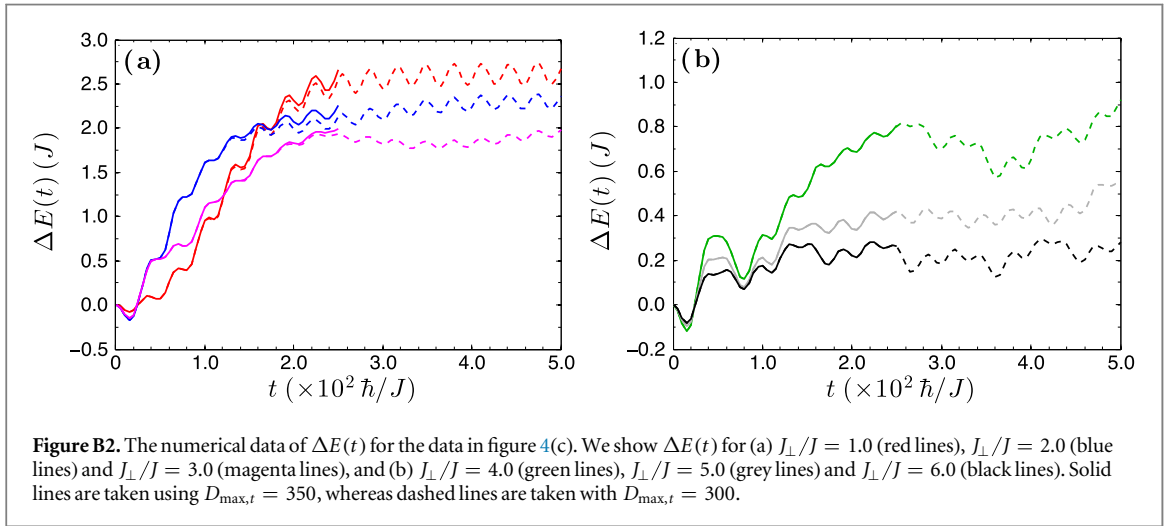 (a)
3.0
2.5
2.0
1.5
1.0
0.5
0.0
−0.5
ΔE(t) (J)
0 1.0 2.0 3.0 4.0 5.0
t (×10² ħ/J)
(b)
1.2
1.0
0.8
0.6
0.4
0.2
0.0
−0.2
ΔE(t) (J)
0 1.0 2.0 3.0 4.0 5.0
t (×10² ħ/J)
Figure B2. The numerical data of ΔE(t) for the data in figure 4(c). We show ΔE(t) for (a) J⊥/J = 1.0 (red lines), J⊥/J = 2.0 (blue
lines) and J⊥/J = 3.0 (magenta lines), and (b) J⊥/J = 4.0 (green lines), J⊥/J = 5.0 (grey lines) and J⊥/J = 6.0 (black lines). Solid
lines are taken using Dmax,t = 350, whereas dashed lines are taken with Dmax,t = 300.